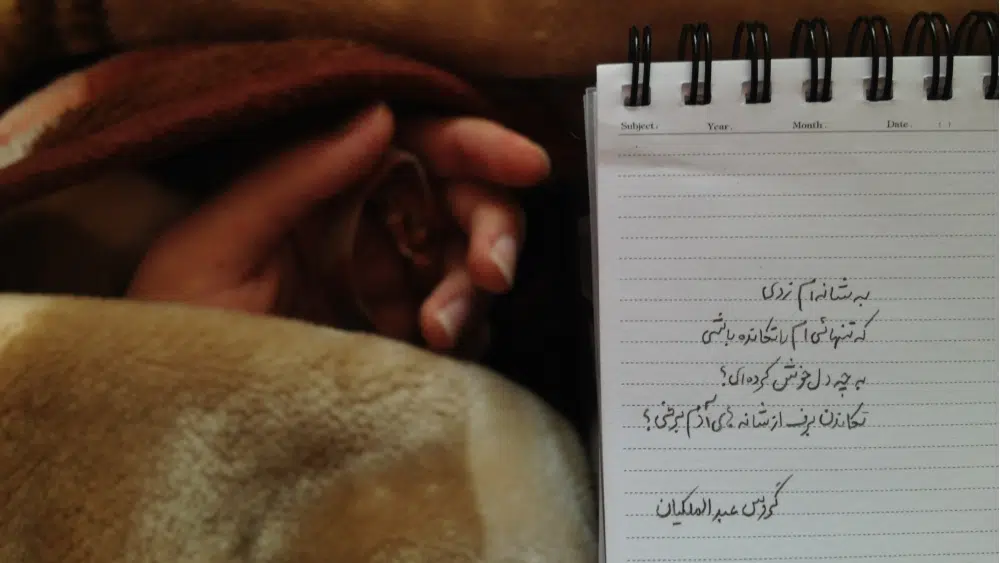 Subject. Year. Month. Date.
به شانه ام زدی
که تنهائی ام را تکانده باشی
به چه دل خوش کرده ای؟
تکاندن برف از شانه های آدم برفی؟
گروس عبدالملکیان